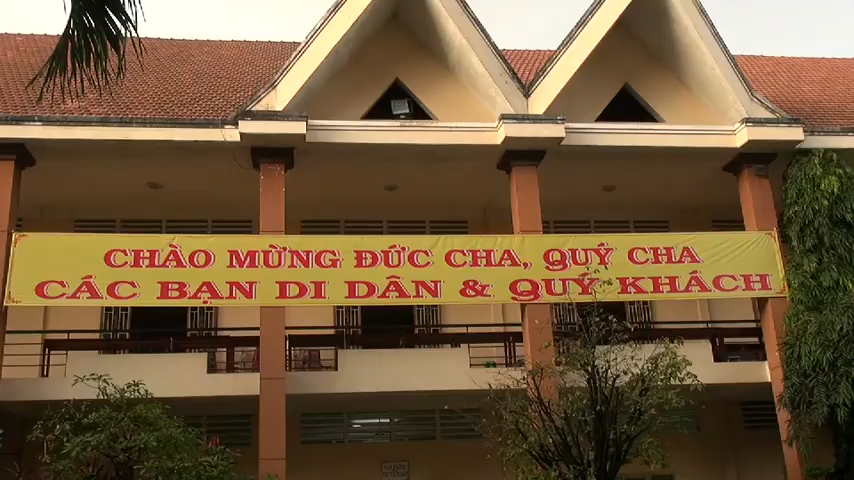 CHÀO MỪNG ĐỨC CHA, QUÝ CHA
CÁC BẠN DI DÂN & QUÝ KHÁCH